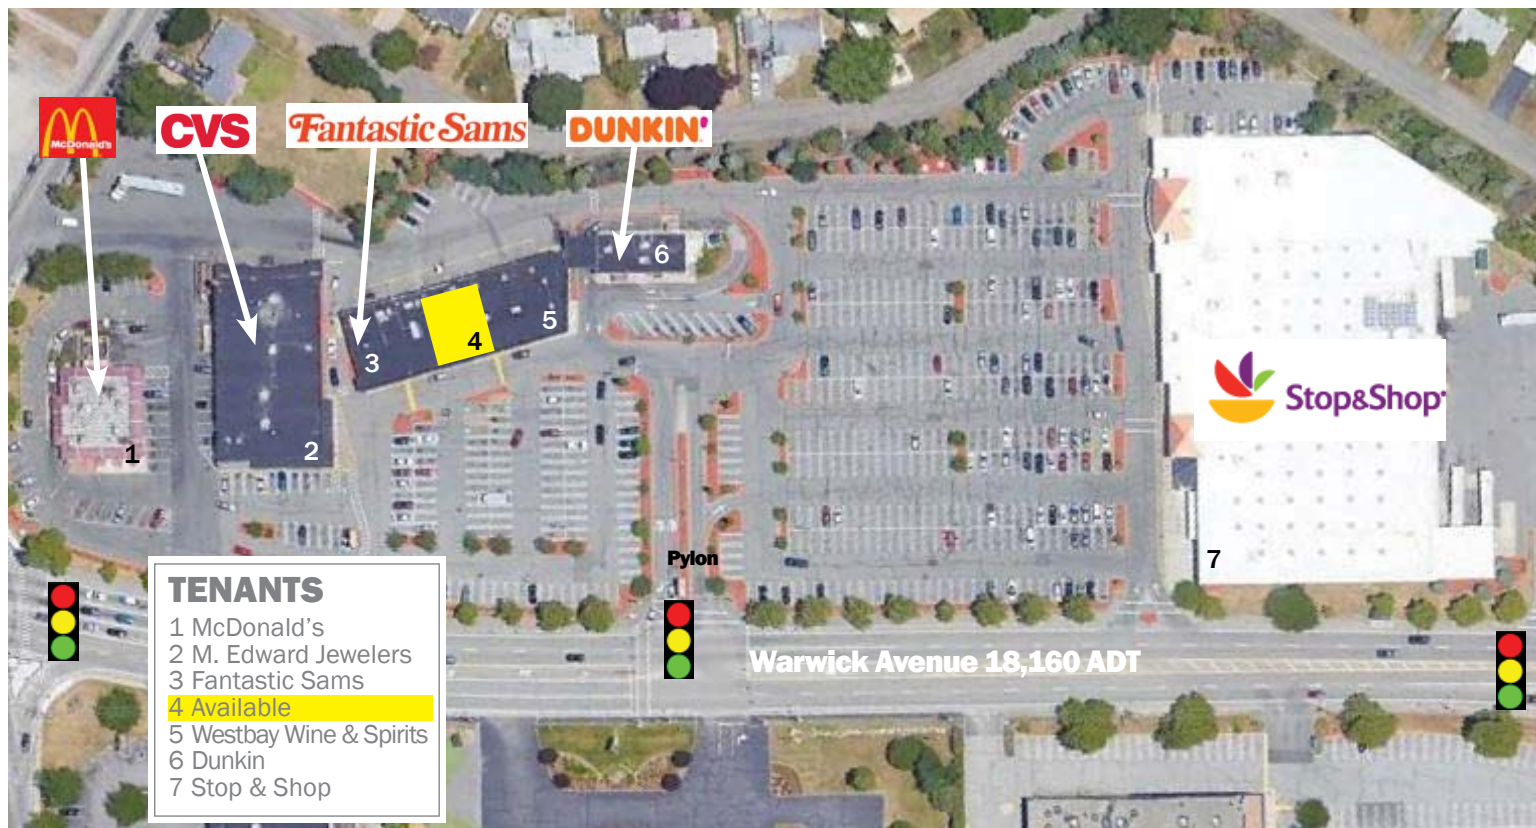 McDonald's
CVS
Fantastic Sams
DUNKIN'
6
5
4
3
Stop&Shop
1
2
Pylon
7
TENANTS
1 McDonald's
2 M. Edward Jewelers
3 Fantastic Sams
4 Available
5 Westbay Wine & Spirits
6 Dunkin
7 Stop & Shop
Warwick Avenue 18,160 ADT